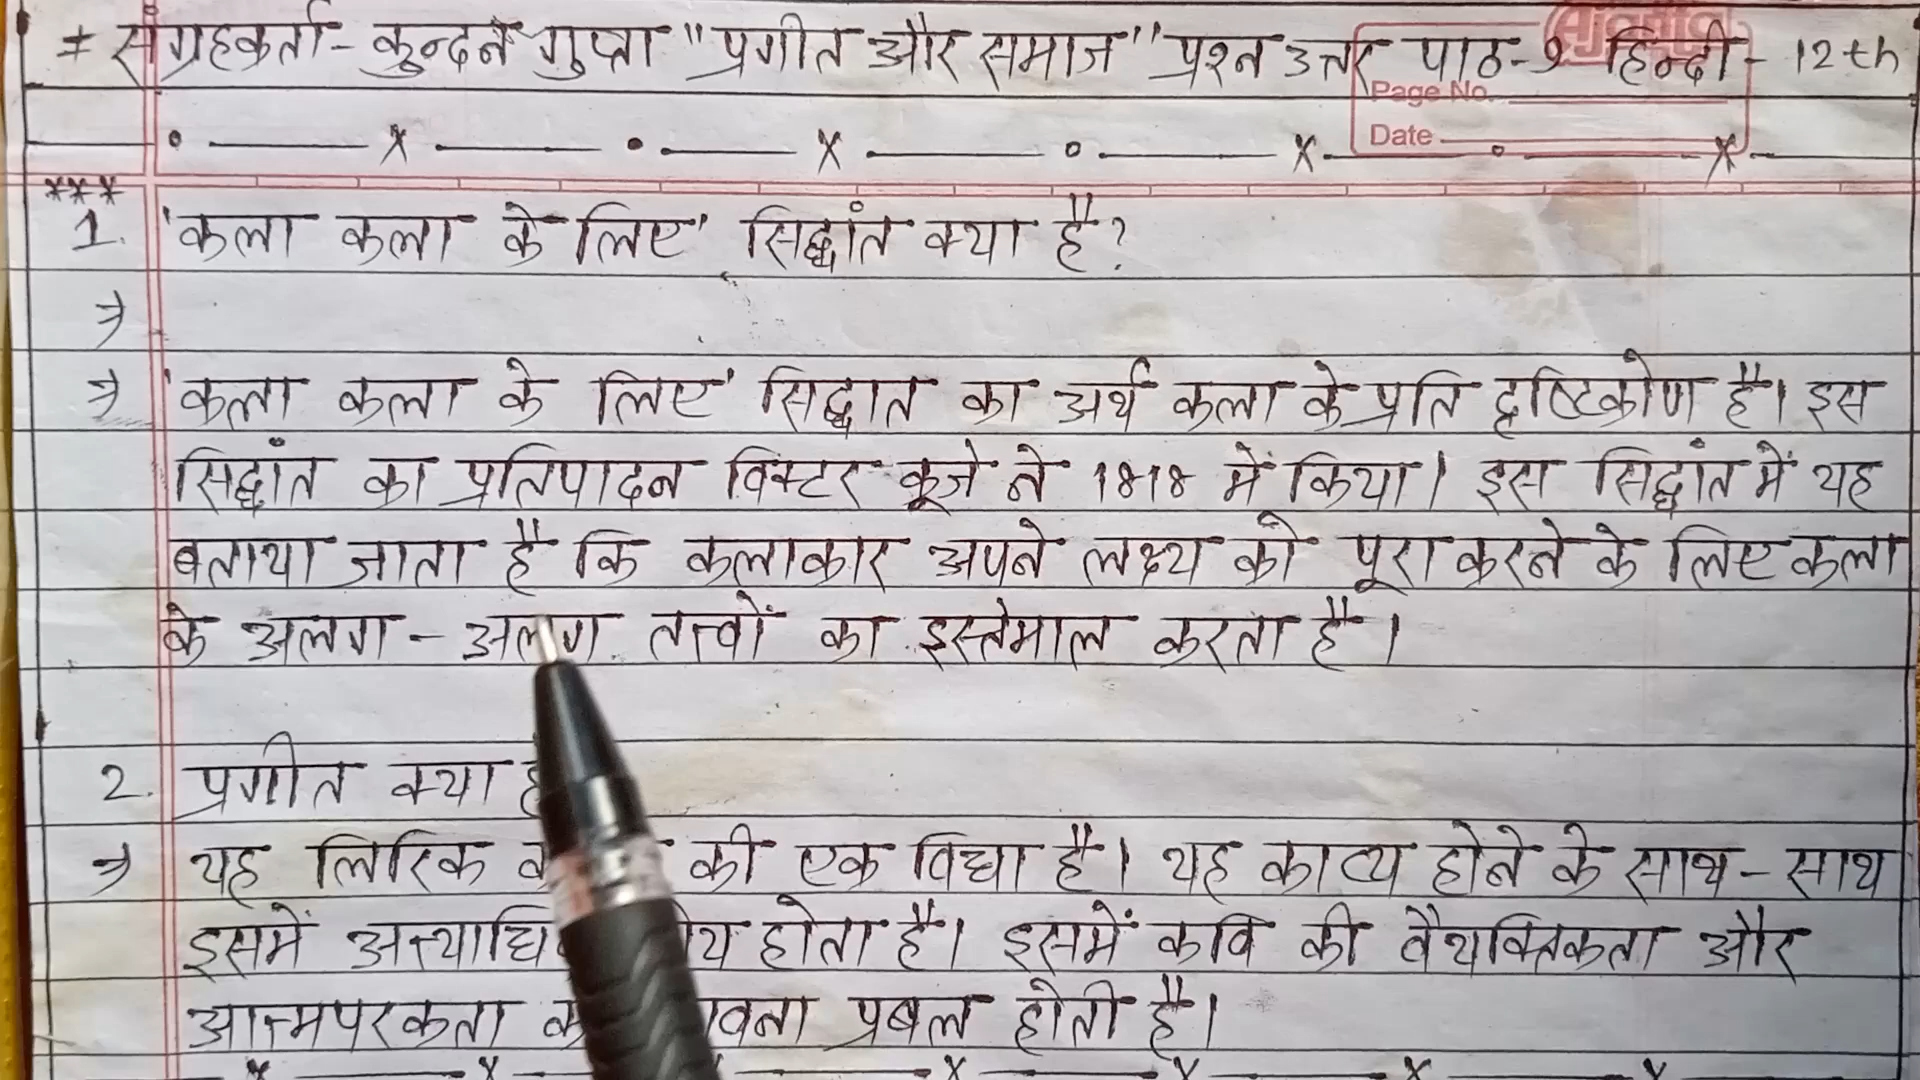 # संग्रहकर्ता - कुन्दन गुप्ता "प्रगीत और समाज" प्रश्न उत्तर पाठ-9 हिन्दी - 12th
Page No.
Date
***
1. 'कला कला के लिए' सिद्धांत क्या है?
⇒
⇒ 'कला कला के लिए' सिद्धात का अर्थ कला के प्रति दृष्टिकोण है। इस
सिद्धांत का प्रतिपादन विक्टर कूजे ने 1818 में किया। इस सिद्धांत में यह
बताया जाता है कि कलाकार अपने लक्ष्य को पूरा करने के लिए कला
के अलग - अलग तत्त्वों का इस्तेमाल करता है।
2. प्रगीत क्या
⇒ यह लिरिक की एक विधा है। यह काव्य होने के साथ - साथ
इसमें होता है। इसमें कवि की वैयक्तिकता और
आत्मपरकता प्रबल होती है।